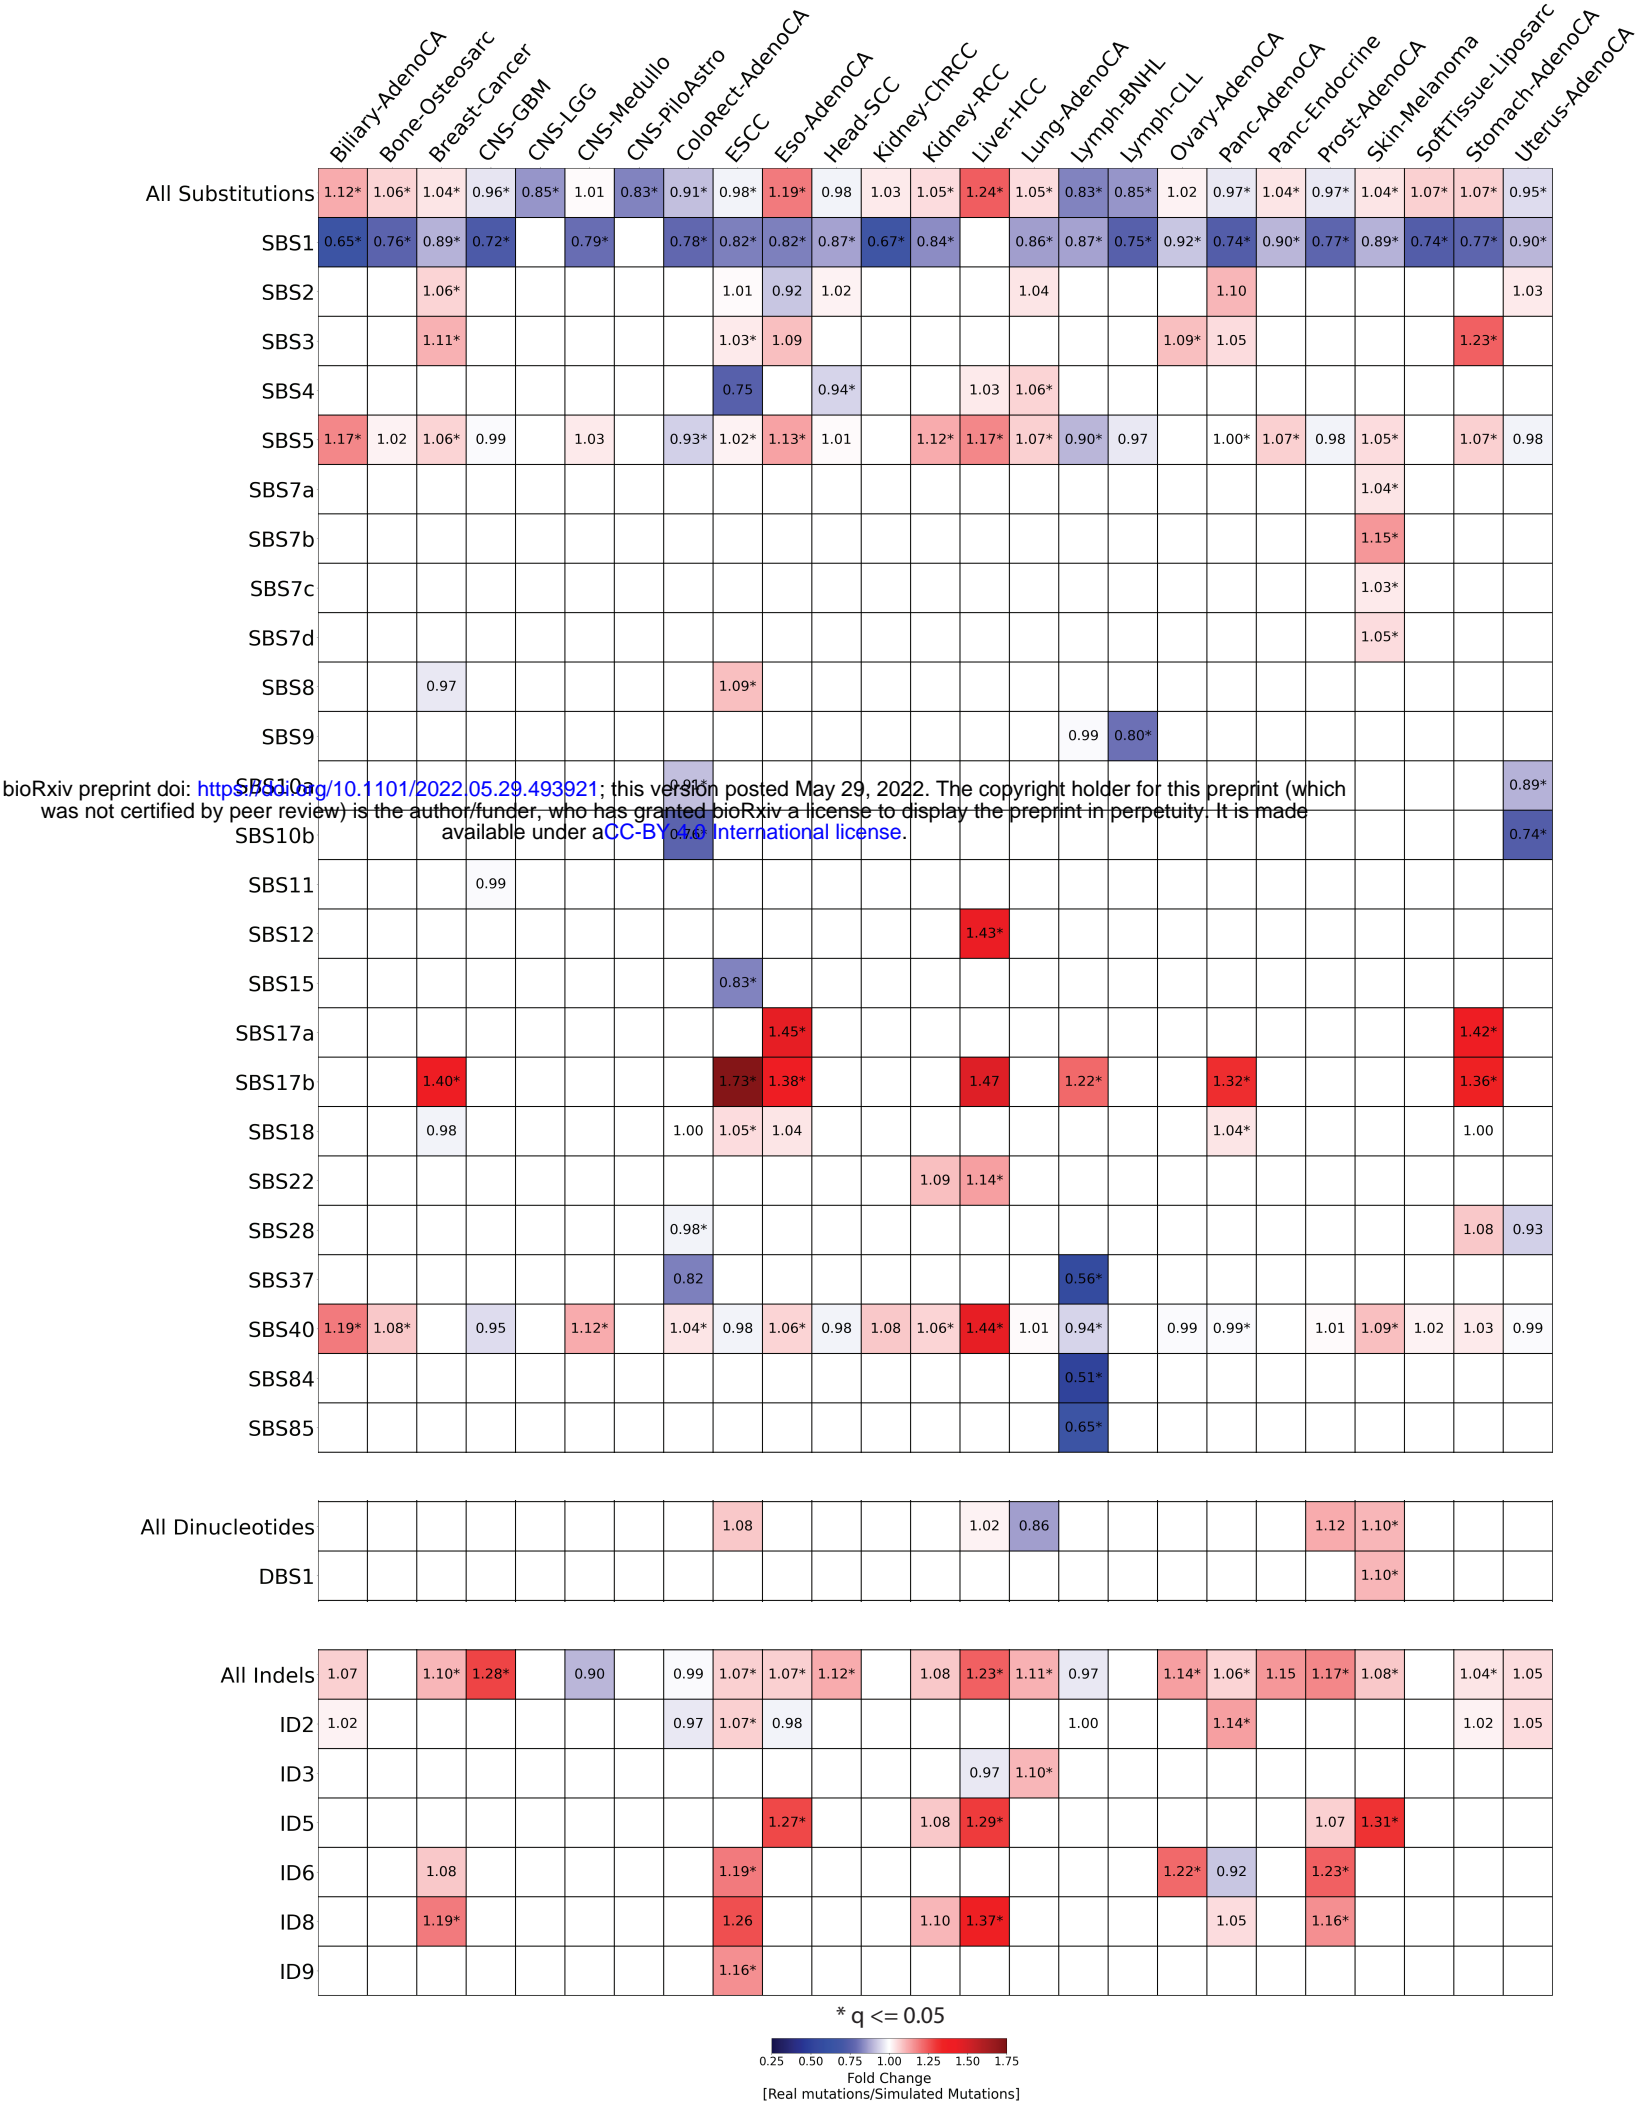 Biliary-AdenoCA
Bone-Osteosarc
Breast-Cancer
CNS-GBM
CNS-LGG
CNS-Medullo
CNS-PiloAstro
ColoRect-AdenoCA
ESCC
Eso-AdenoCA
Head-SCC
Kidney-ChRCC
Kidney-RCC
Liver-HCC
Lung-AdenoCA
Lymph-BNHL
Lymph-CLL
Ovary-AdenoCA
Panc-AdenoCA
Panc-Endocrine
Prost-AdenoCA
Skin-Melanoma
SoftTissue-Liposarc
Stomach-AdenoCA
Uterus-AdenoCA
All Substitutions 1.12* 1.06* 1.04* 0.96* 0.85* 1.01 0.83* 0.91* 0.98* 1.19* 0.98 1.03 1.05* 1.24* 1.05* 0.83* 0.85* 1.02 0.97* 1.04* 0.97* 1.04* 1.07* 1.07* 0.95*
SBS1 0.65* 0.76* 0.89* 0.72* 0.79* 0.78* 0.82* 0.82* 0.87* 0.67* 0.84* 0.86* 0.87* 0.75* 0.92* 0.74* 0.90* 0.77* 0.89* 0.74* 0.77* 0.90*
SBS2 1.06* 1.01 0.92 1.02 1.04 1.10 1.03
SBS3 1.11* 1.03* 1.09 1.09* 1.05 1.23*
SBS4 0.75 0.94* 1.03 1.06*
SBS5 1.17* 1.02 1.06* 0.99 1.03 0.93* 1.02* 1.13* 1.01 1.12* 1.17* 1.07* 0.90* 0.97 1.00* 1.07* 0.98 1.05* 1.07* 0.98
SBS7a 1.04*
SBS7b 1.15*
SBS7c 1.03*
SBS7d 1.05*
SBS8 0.97 1.09*
SBS9 0.99 0.80*
SBS10a 0.91* 0.89*
bioRxiv preprint doi: https://doi.org/10.1101/2022.05.29.493921; this version posted May 29, 2022. The copyright holder for this preprint (which
was not certified by peer review) is the author/funder, who has granted bioRxiv a license to display the preprint in perpetuity. It is made
available under aCC-BY 4.0 International license.
SBS10b 0.76* 0.74*
SBS11 0.99
SBS12 1.43*
SBS15 0.83*
SBS17a 1.45* 1.42*
SBS17b 1.40* 1.73* 1.38* 1.47 1.22* 1.32* 1.36*
SBS18 0.98 1.00 1.05* 1.04 1.04* 1.00
SBS22 1.09 1.14*
SBS28 0.98* 1.08 0.93
SBS37 0.82 0.56*
SBS40 1.19* 1.08* 0.95 1.12* 1.04* 0.98 1.06* 0.98 1.08 1.06* 1.44* 1.01 0.94* 0.99 0.99* 1.01 1.09* 1.02 1.03 0.99
SBS84 0.51*
SBS85 0.65*
All Dinucleotides 1.08 1.02 0.86 1.12 1.10*
DBS1 1.10*
All Indels 1.07 1.10* 1.28* 0.90 0.99 1.07* 1.07* 1.12* 1.08 1.23* 1.11* 0.97 1.14* 1.06* 1.15 1.17* 1.08* 1.04* 1.05
ID2 1.02 0.97 1.07* 0.98 1.00 1.14* 1.02 1.05
ID3 0.97 1.10*
ID5 1.27* 1.08 1.29* 1.07 1.31*
ID6 1.08 1.19* 1.22* 0.92 1.23*
ID8 1.19* 1.26 1.10 1.37* 1.05 1.16*
ID9 1.16*
* q <= 0.05
0.25 0.50 0.75 1.00 1.25 1.50 1.75
Fold Change
[Real mutations/Simulated Mutations]